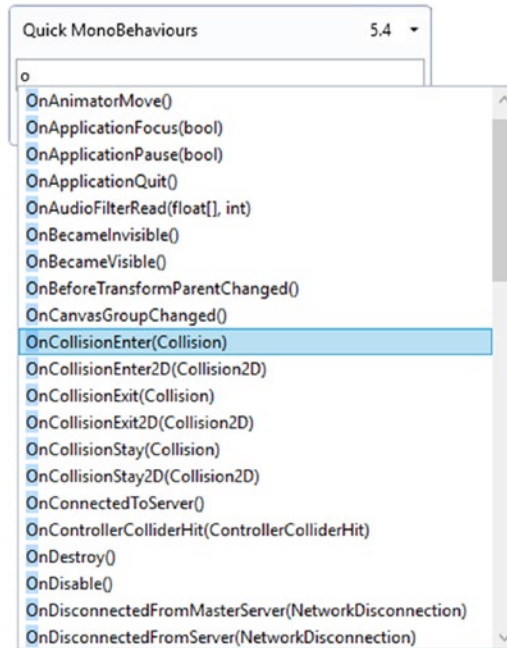 Quick MonoBehaviours 5.4
o
OnAnimatorMove()
OnApplicationFocus(bool)
OnApplicationPause(bool)
OnApplicationQuit()
OnAudioFilterRead(float[], int)
OnBecameInvisible()
OnBecameVisible()
OnBeforeTransformParentChanged()
OnCanvasGroupChanged()
OnCollisionEnter(Collision)
OnCollisionEnter2D(Collision2D)
OnCollisionExit(Collision)
OnCollisionExit2D(Collision2D)
OnCollisionStay(Collision)
OnCollisionStay2D(Collision2D)
OnConnectedToServer()
OnControllerColliderHit(ControllerColliderHit)
OnDestroy()
OnDisable()
OnDisconnectedFromMasterServer(NetworkDisconnection)
OnDisconnectedFromServer(NetworkDisconnection)